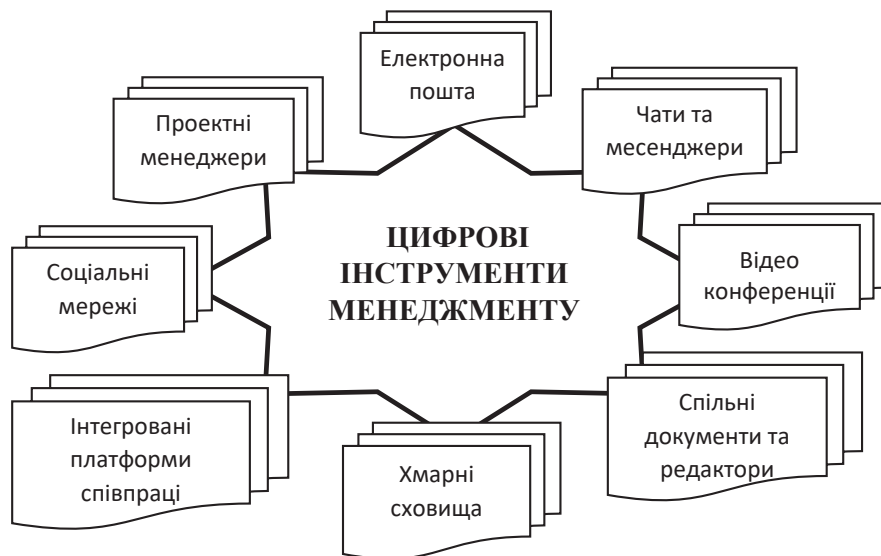 Електронна
пошта
Проектні
менеджери
Чати та
месенджери
ЦИФРОВІ
ІНСТРУМЕНТИ
МЕНЕДЖМЕНТУ
Соціальні
мережі
Відео
конференції
Інтегровані
платформи
співпраці
Хмарні
сховища
Спільні
документи та
редактори